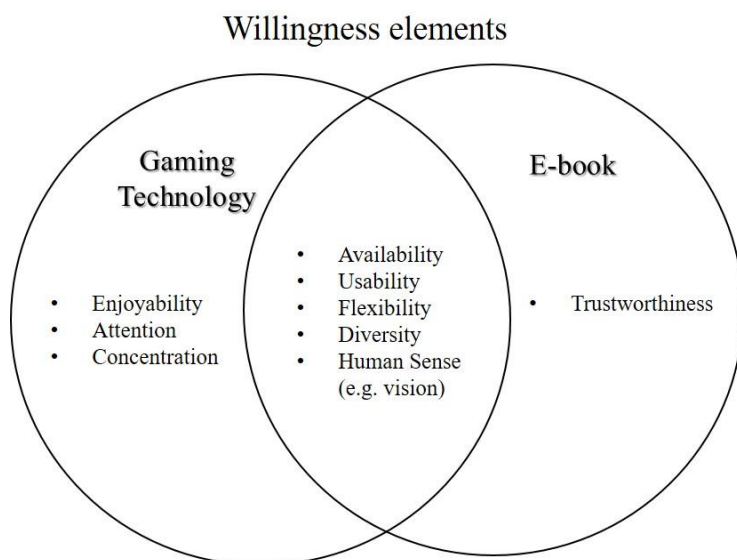 Willingness elements
Gaming
Technology
E-book
• Enjoyability
• Attention
• Concentration
• Availability
• Usability
• Flexibility
• Diversity
• Human Sense
(e.g. vision)
• Trustworthiness